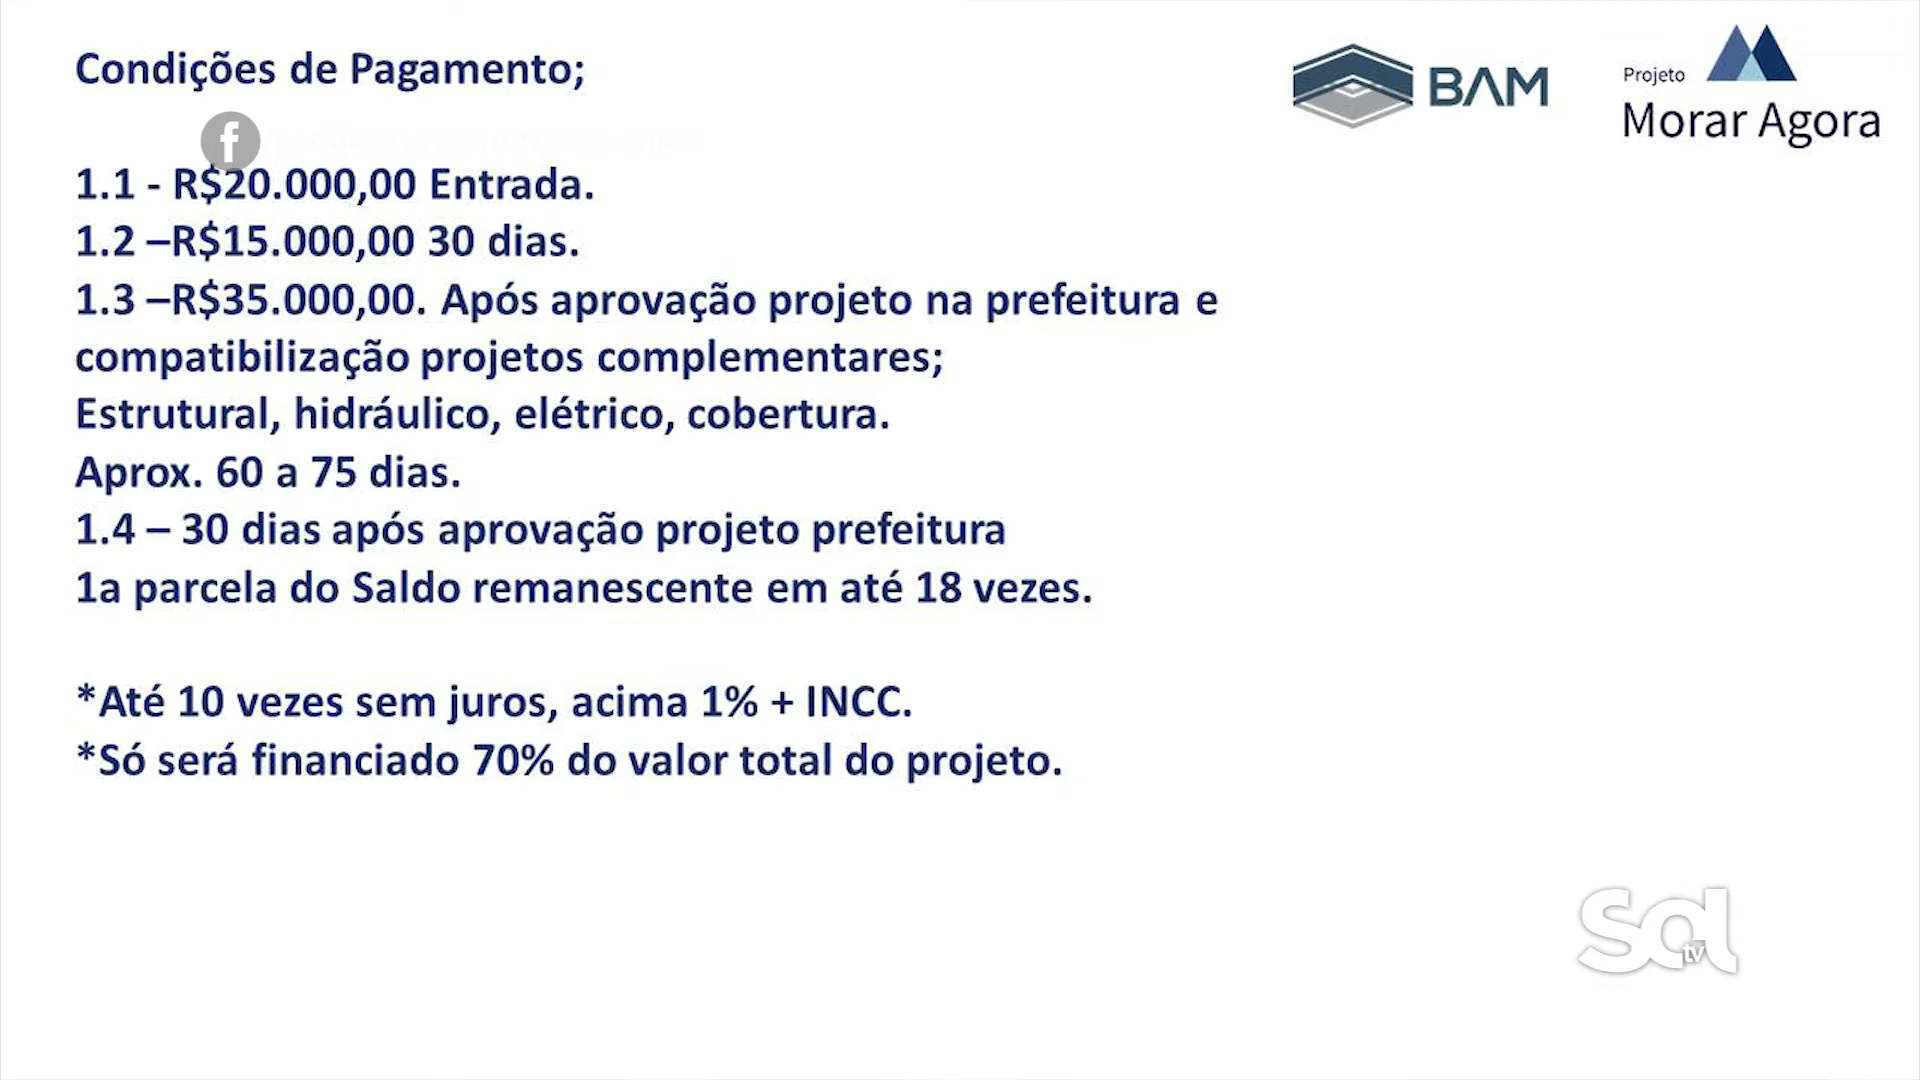 Condições de Pagamento;
BAM
Projeto
Morar Agora
f
1.1 - R$20.000,00 Entrada.
1.2 –R$15.000,00 30 dias.
1.3 –R$35.000,00. Após aprovação projeto na prefeitura e
compatibilização projetos complementares;
Estrutural, hidráulico, elétrico, cobertura.
Aprox. 60 a 75 dias.
1.4 – 30 dias após aprovação projeto prefeitura
1a parcela do Saldo remanescente em até 18 vezes.
*Até 10 vezes sem juros, acima 1% + INCC.
*Só será financiado 70% do valor total do projeto.
Sol
tv